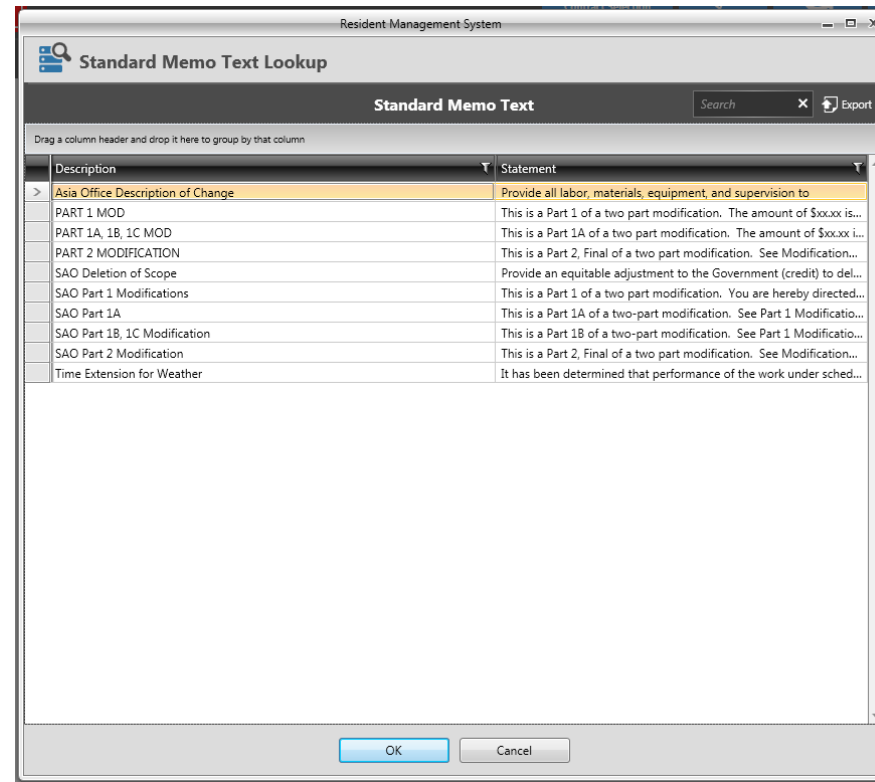 Resident Management System
Standard Memo Text Lookup
Standard Memo Text
Search
Export
Drag a column header and drop it here to group by that column
Description Statement
Asia Office Description of Change Provide all labor, materials, equipment, and supervision to
PART 1 MOD This is a Part 1 of a two part modification. The amount of $xx.xx is...
PART 1A, 1B, 1C MOD This is a Part 1A of a two part modification. The amount of $xx.xx i...
PART 2 MODIFICATION This is a Part 2, Final of a two part modification. See Modification...
SAO Deletion of Scope Provide an equitable adjustment to the Government (credit) to del...
SAO Part 1 Modifications This is a Part 1 of a two part modification. You are hereby directed...
SAO Part 1A This is a Part 1A of a two-part modification. See Part 1 Modificatio...
SAO Part 1B, 1C Modification This is a Part 1B of a two-part modification. See Part 1 Modificatio...
SAO Part 2 Modification This is a Part 2, Final of a two part modification. See Modification...
Time Extension for Weather It has been determined that performance of the work under sched...
OK Cancel